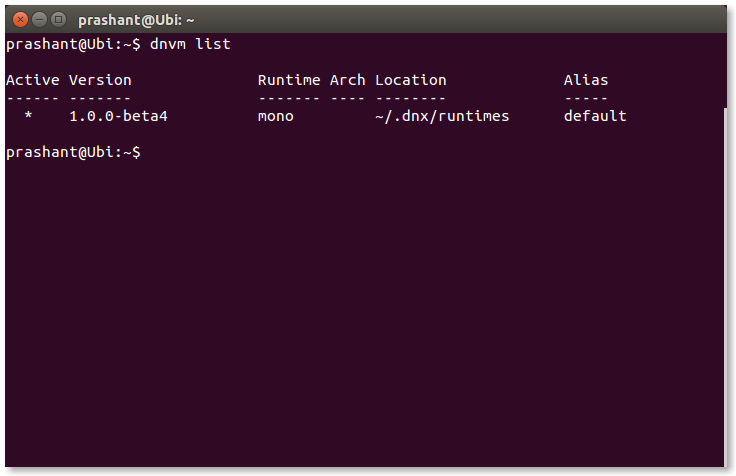 prashant@Ubi: ~
prashant@Ubi:~$ dnvm list
Active Version              Runtime Arch Location             Alias
------ -------              ------- ---- --------             -----
  *    1.0.0-beta4          mono         ~/.dnx/runtimes      default
prashant@Ubi:~$